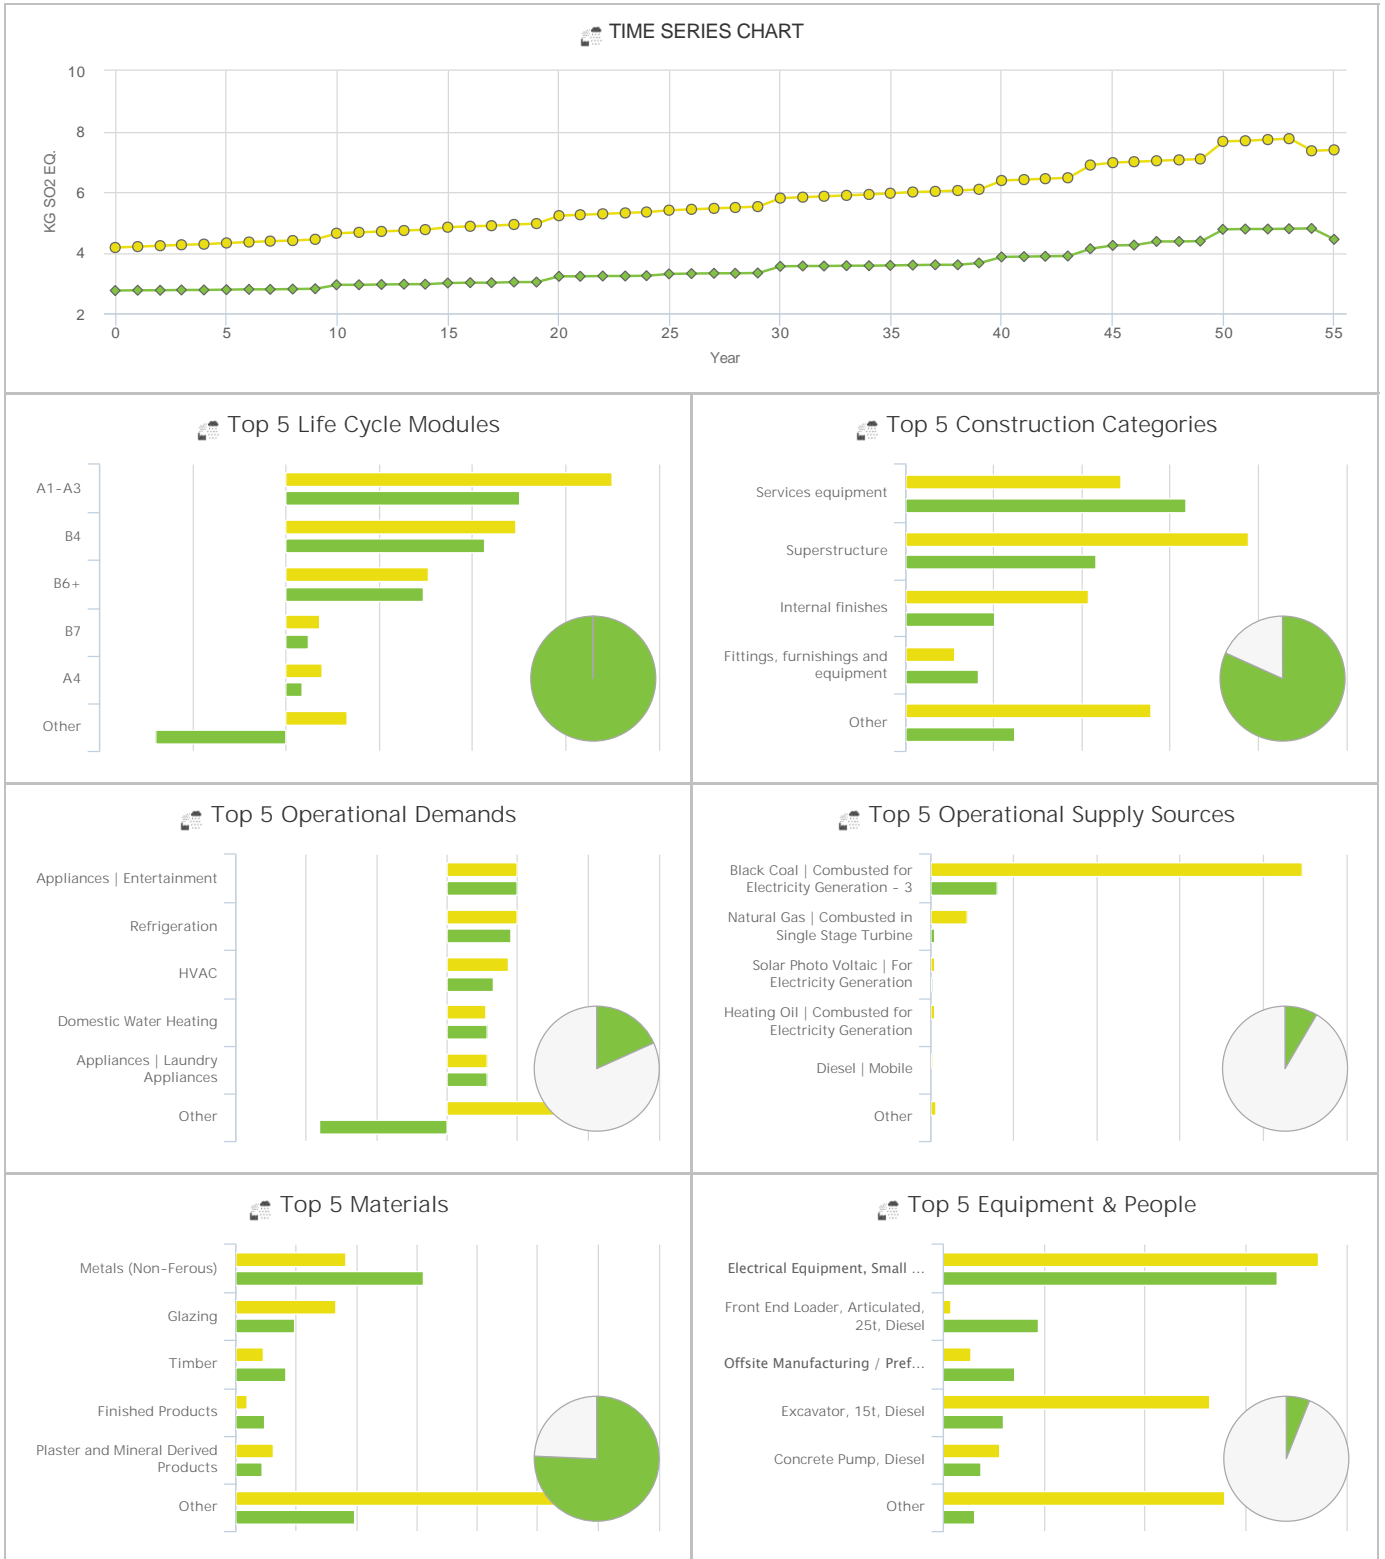 TIME SERIES CHART
10
8
6
4
2
KG SO2 EQ.
0 5 10 15 20 25 30 35 40 45 50 55
Year
Top 5 Life Cycle Modules
A1-A3
B4
B6+
B7
A4
Other
Top 5 Construction Categories
Services equipment
Superstructure
Internal finishes
Fittings, furnishings and
equipment
Other
Top 5 Operational Demands
Appliances | Entertainment
Refrigeration
HVAC
Domestic Water Heating
Appliances | Laundry
Appliances
Other
Top 5 Operational Supply Sources
Black Coal | Combusted for
Electricity Generation - 3
Natural Gas | Combusted in
Single Stage Turbine
Solar Photo Voltaic | For
Electricity Generation
Heating Oil | Combusted for
Electricity Generation
Diesel | Mobile
Other
Top 5 Materials
Metals (Non-Ferous)
Glazing
Timber
Finished Products
Plaster and Mineral Derived
Products
Other
Top 5 Equipment & People
Electrical Equipment, Small ...
Front End Loader, Articulated,
25t, Diesel
Offsite Manufacturing / Pref...
Excavator, 15t, Diesel
Concrete Pump, Diesel
Other